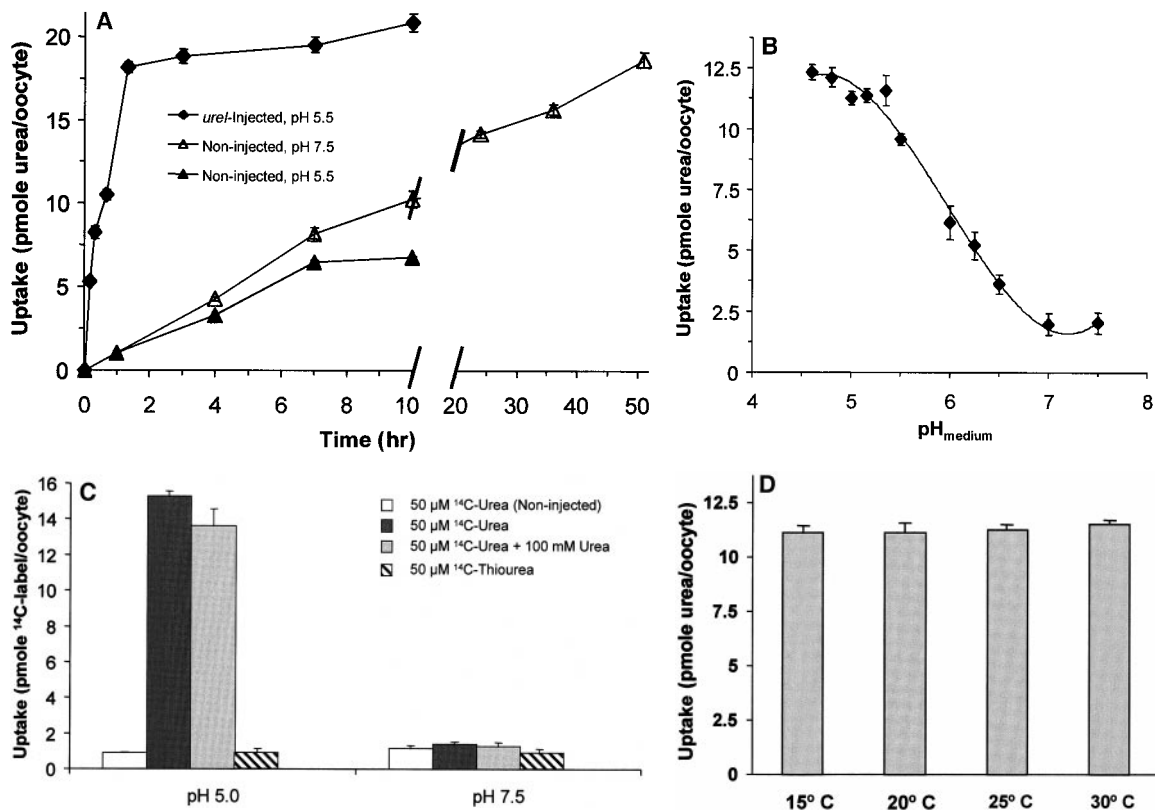 A
Uptake (pmole urea/oocyte)
20
15
10
5
0
ureI-Injected, pH 5.5
Non-injected, pH 7.5
Non-injected, pH 5.5
0 2 4 6 8 10 20 30 40 50
Time (hr)
B
Uptake (pmole urea/oocyte)
12.5
10
7.5
5
2.5
0
4 5 6 7 8
pHmedium
C
Uptake (pmole ¹⁴C-label/oocyte)
16
14
12
10
8
6
4
2
0
50 µM ¹⁴C-Urea (Non-injected)
50 µM ¹⁴C-Urea
50 µM ¹⁴C-Urea + 100 mM Urea
50 µM ¹⁴C-Thiourea
pH 5.0 pH 7.5
D
Uptake (pmole urea/oocyte)
12.5
10
7.5
5
2.5
0
15º C 20º C 25º C 30º C